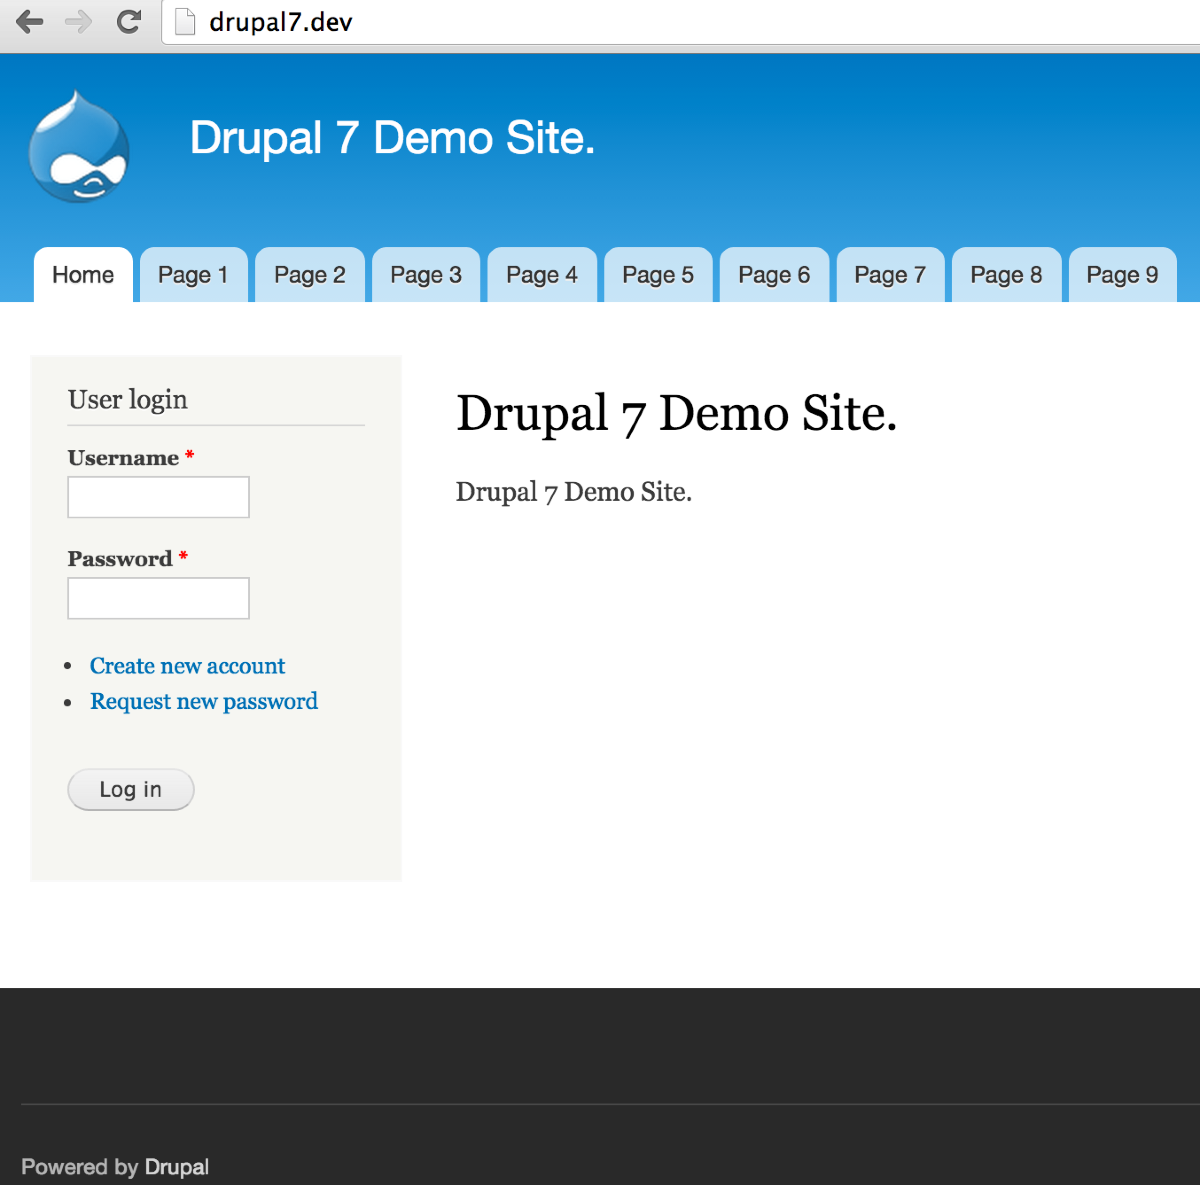 drupal7.dev
Drupal 7 Demo Site.
Home Page 1 Page 2 Page 3 Page 4 Page 5 Page 6 Page 7 Page 8 Page 9
User login
Username *
Password *
Create new account
Request new password
Log in
Drupal 7 Demo Site.
Drupal 7 Demo Site.
Powered by Drupal